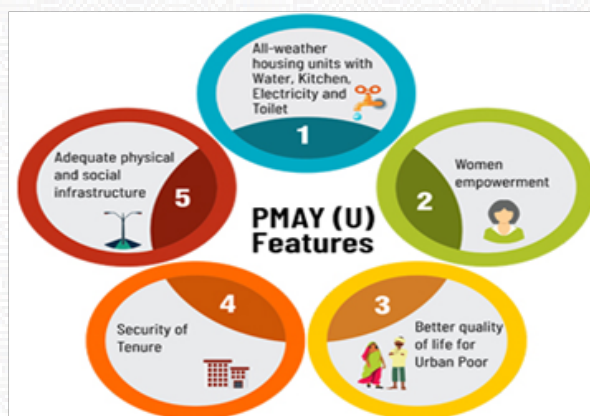 All-weather
housing units with
Water, Kitchen,
Electricity and
Toilet
1
Women
empowerment
2
Better quality
of life for
Urban Poor
3
Security of
Tenure
4
Adequate physical
and social
infrastructure
5
PMAY (U)
Features